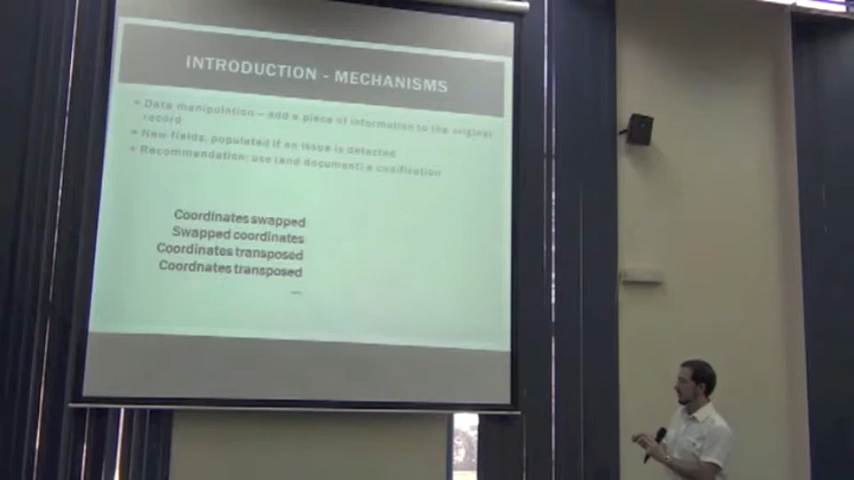 INTRODUCTION - MECHANISMS
• Data manipulation – add a piece of information to the original
record
• New fields, populated if an issue is detected
• Recommendation: use (and document) a codification
Coordinates swapped
Swapped coordinates
Coordinates transposed
Coordnates transposed
...